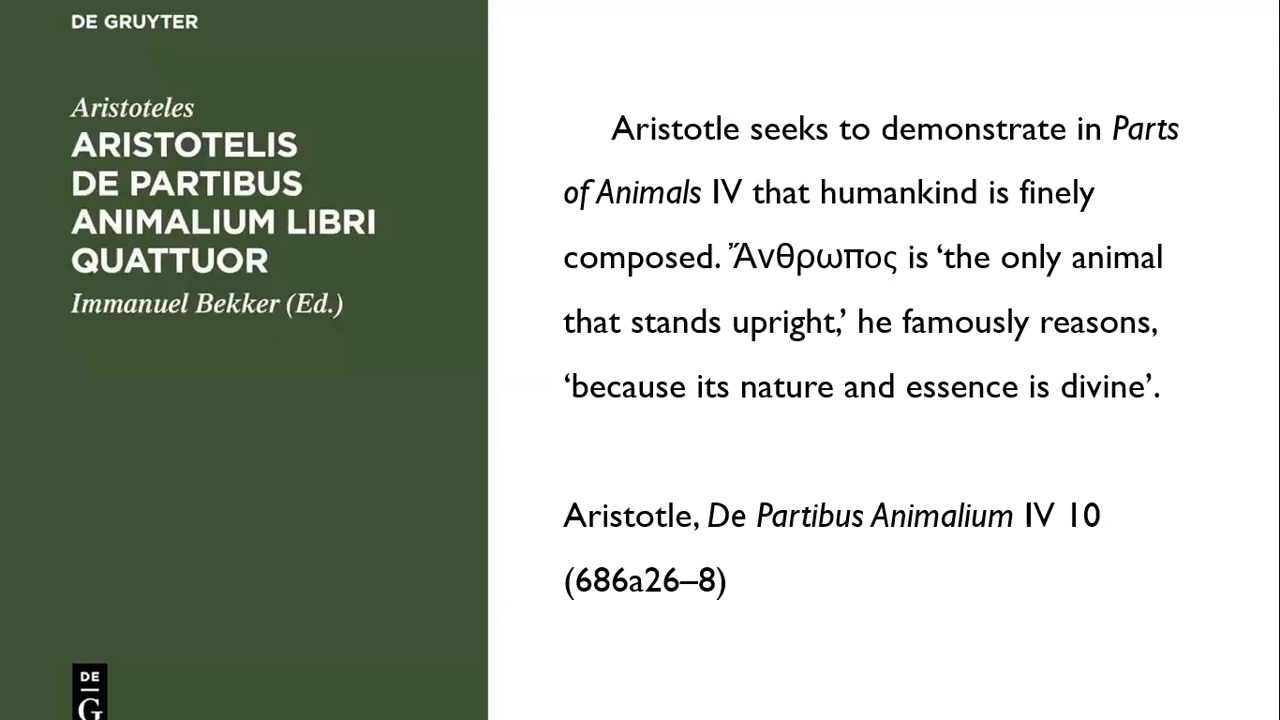 DE GRUYTER
Aristoteles
ARISTOTELIS
DE PARTIBUS
ANIMALIUM LIBRI
QUATTUOR
Immanuel Bekker (Ed.)
DE
G
Aristotle seeks to demonstrate in Parts
of Animals IV that humankind is finely
composed. Ἄνθρωπος is ‘the only animal
that stands upright,’ he famously reasons,
‘because its nature and essence is divine’.
Aristotle, De Partibus Animalium IV 10
(686a26–8)